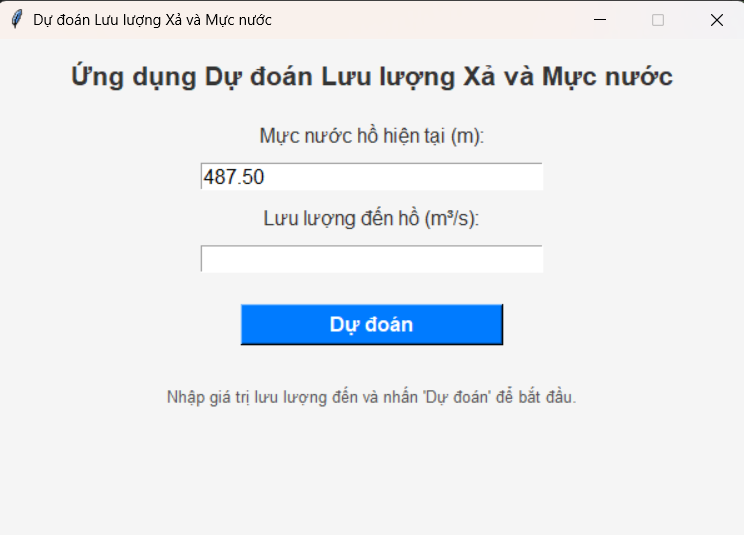 Dự đoán Lưu lượng Xả và Mực nước
Ứng dụng Dự đoán Lưu lượng Xả và Mực nước
Mực nước hồ hiện tại (m):
487.50
Lưu lượng đến hồ (m³/s):
Dự đoán
Nhập giá trị lưu lượng đến và nhấn 'Dự đoán' để bắt đầu.